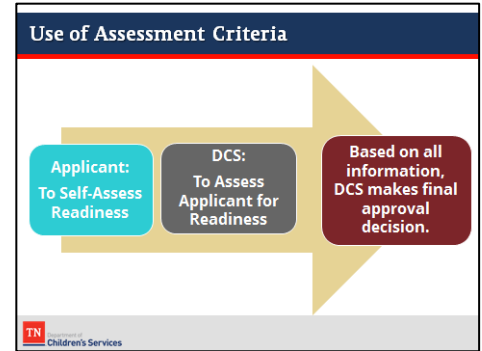 Use of Assessment Criteria
Applicant:
To Self-Assess
Readiness
DCS:
To Assess
Applicant for
Readiness
Based on all
information,
DCS makes final
approval
decision.
TN
Department of
Children's Services